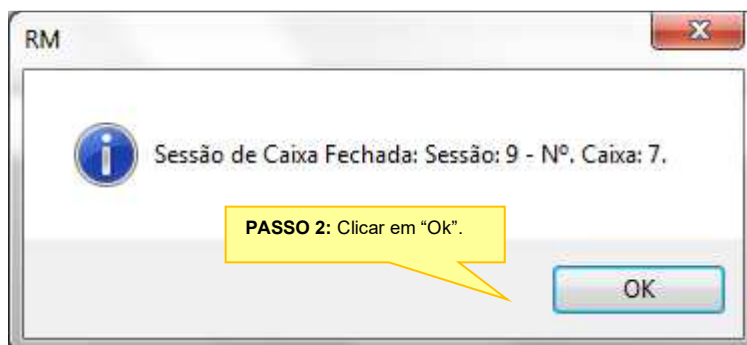 RM
Sessão de Caixa Fechada: Sessão: 9 - Nº. Caixa: 7.
PASSO 2: Clicar em “Ok”.
OK